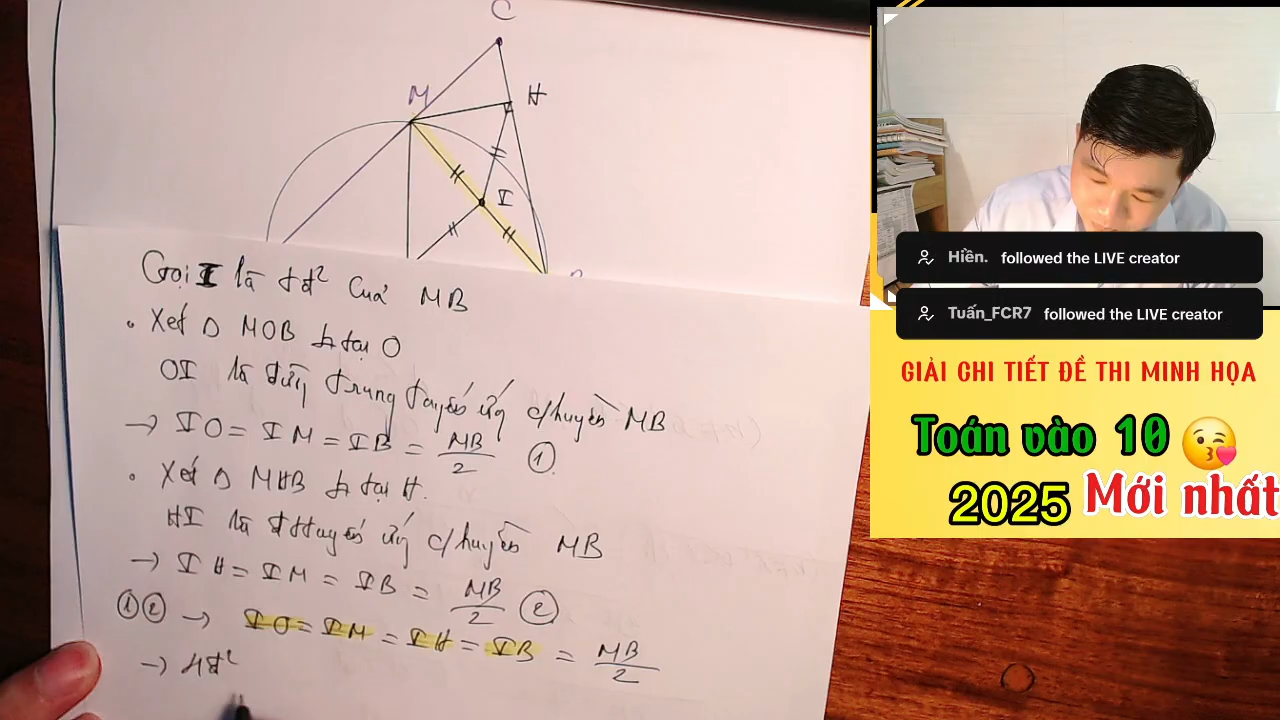 C
M
H
I
Gọi I là tđ² của MB
• Xét Δ MOB tại O
OI là đường trung tuyến ứng c/huyền MB
→ IO = IM = IB = MB/2 ①
• Xét Δ MHB tại H.
HI là đ tuyến ứng c/huyền MB
→ IH = IM = IB = MB/2 ②
①② → IO = IM = IH = IB = MB/2
→ 4đ²
Hiền. followed the LIVE creator
Tuấn_FCR7 followed the LIVE creator
GIẢI CHI TIẾT ĐỀ THI MINH HỌA
Toán vào 10 😘
2025 Mới nhất